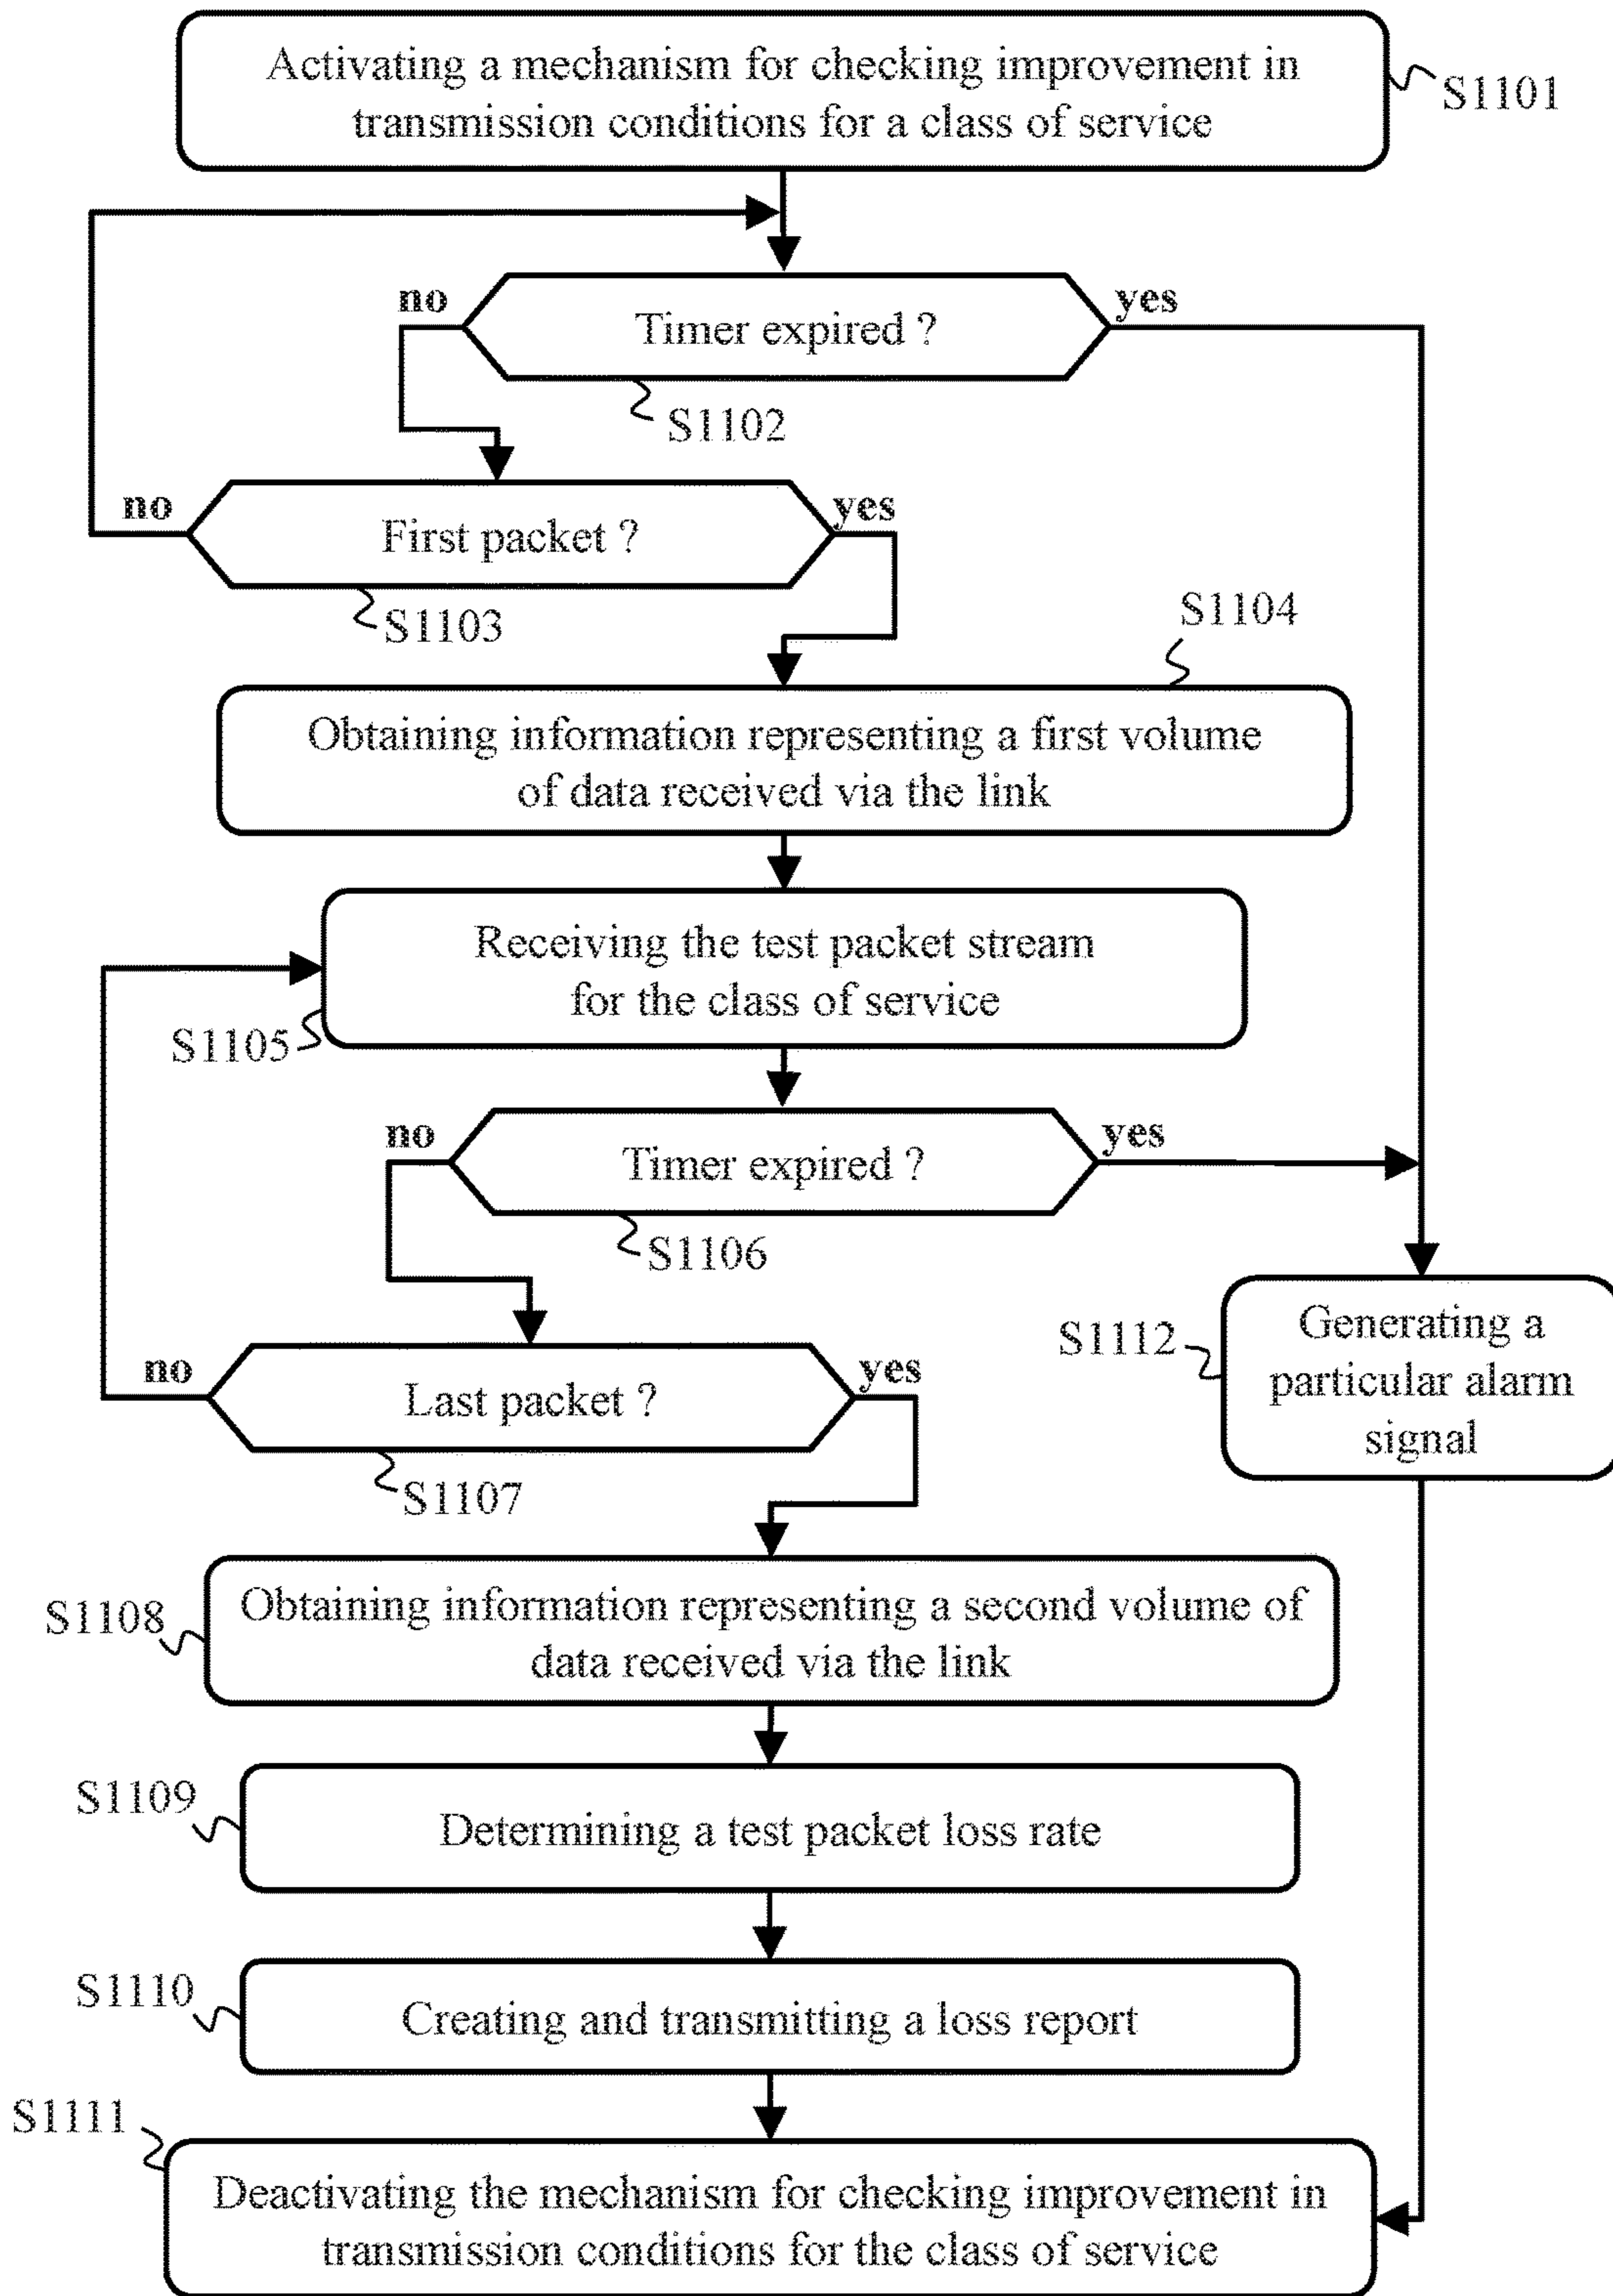 Activating a mechanism for checking improvement in
transmission conditions for a class of service
S1101
no
yes
Timer expired ?
S1102
no
yes
First packet ?
S1103
S1104
Obtaining information representing a first volume
of data received via the link
Receiving the test packet stream
for the class of service
S1105
no
yes
Timer expired ?
S1106
S1112
Generating a
particular alarm
signal
no
yes
Last packet ?
S1107
S1108
Obtaining information representing a second volume of
data received via the link
S1109
Determining a test packet loss rate
S1110
Creating and transmitting a loss report
S1111
Deactivating the mechanism for checking improvement in
transmission conditions for the class of service